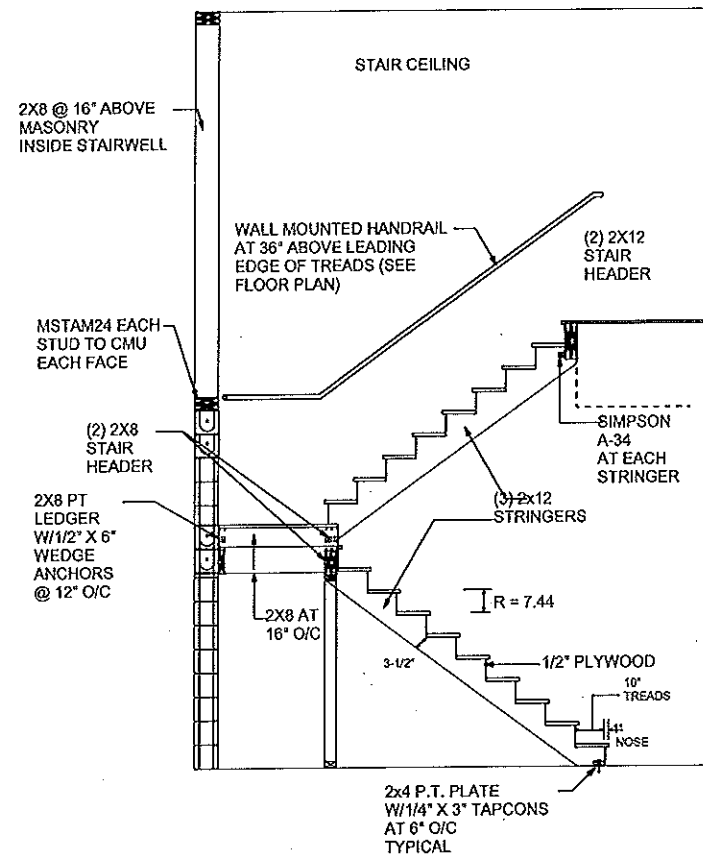 STAIR CEILING
2X8 @ 16" ABOVE
MASONRY
INSIDE STAIRWELL
WALL MOUNTED HANDRAIL
AT 36" ABOVE LEADING
EDGE OF TREADS (SEE
FLOOR PLAN)
(2) 2X12
STAIR
HEADER
MSTAM24 EACH
STUD TO CMU
EACH FACE
(2) 2X8
STAIR
HEADER
SIMPSON
A-34
AT EACH
STRINGER
2X8 PT
LEDGER
W/1/2" X 6"
WEDGE
ANCHORS
@ 12" O/C
(3) 2x12
STRINGERS
2X8 AT
16" O/C
R = 7.44
3-1/2"
1/2" PLYWOOD
10"
TREADS
1"
NOSE
2x4 P.T. PLATE
W/1/4" X 3" TAPCONS
AT 6" O/C
TYPICAL